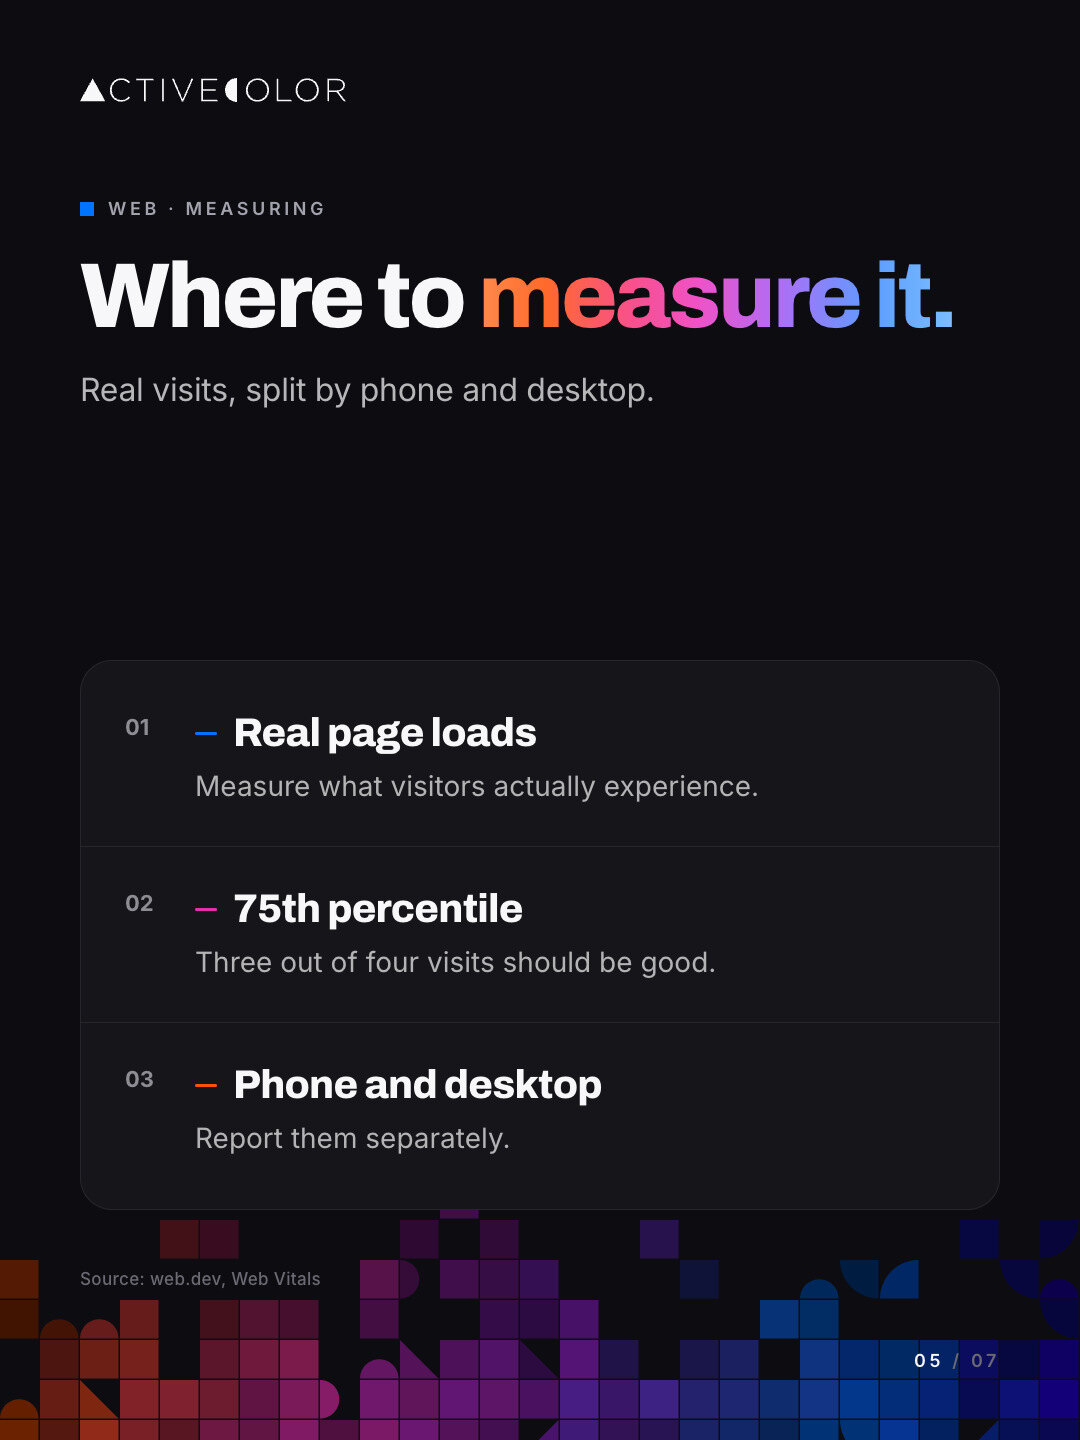 ACTIVECOLOR
WEB · MEASURING
Where to measure it.
Real visits, split by phone and desktop.
01
Real page loads
Measure what visitors actually experience.
02
75th percentile
Three out of four visits should be good.
03
Phone and desktop
Report them separately.
Source: web.dev, Web Vitals
05 / 07